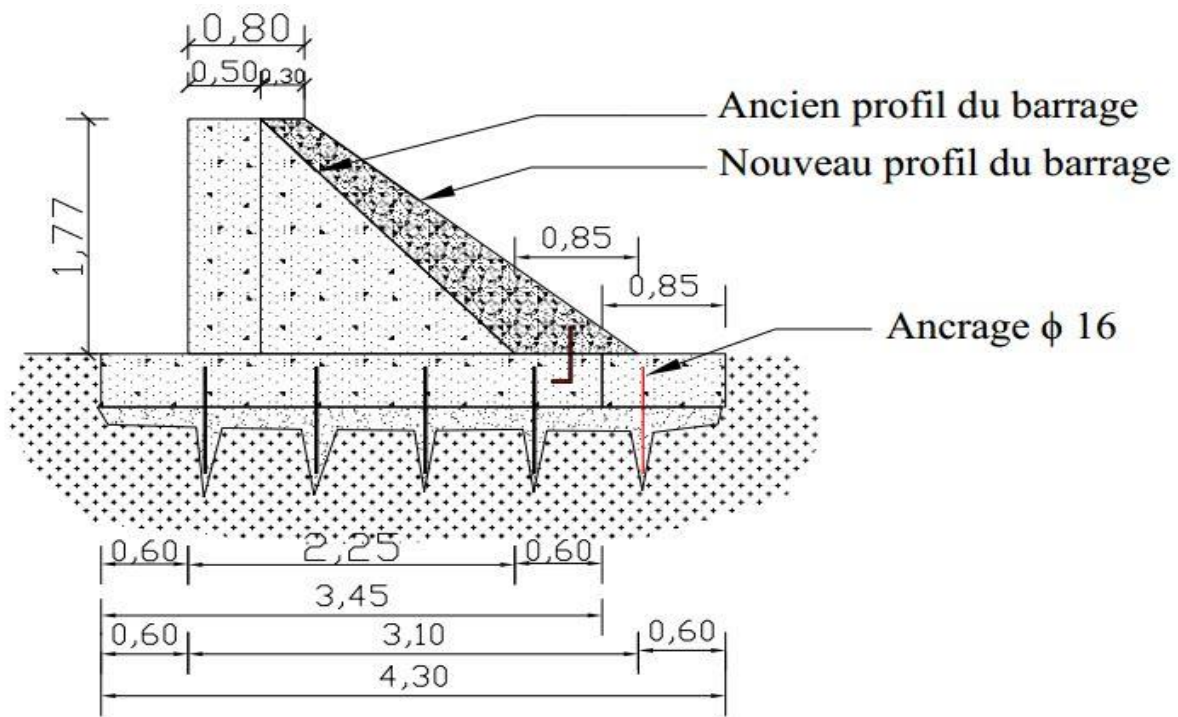 0,80
0,50 0,30
Ancien profil du barrage
Nouveau profil du barrage
1,77
0,85
0,85
Ancrage ϕ 16
0,60 2,25 0,60
3,45
0,60 3,10 0,60
4,30